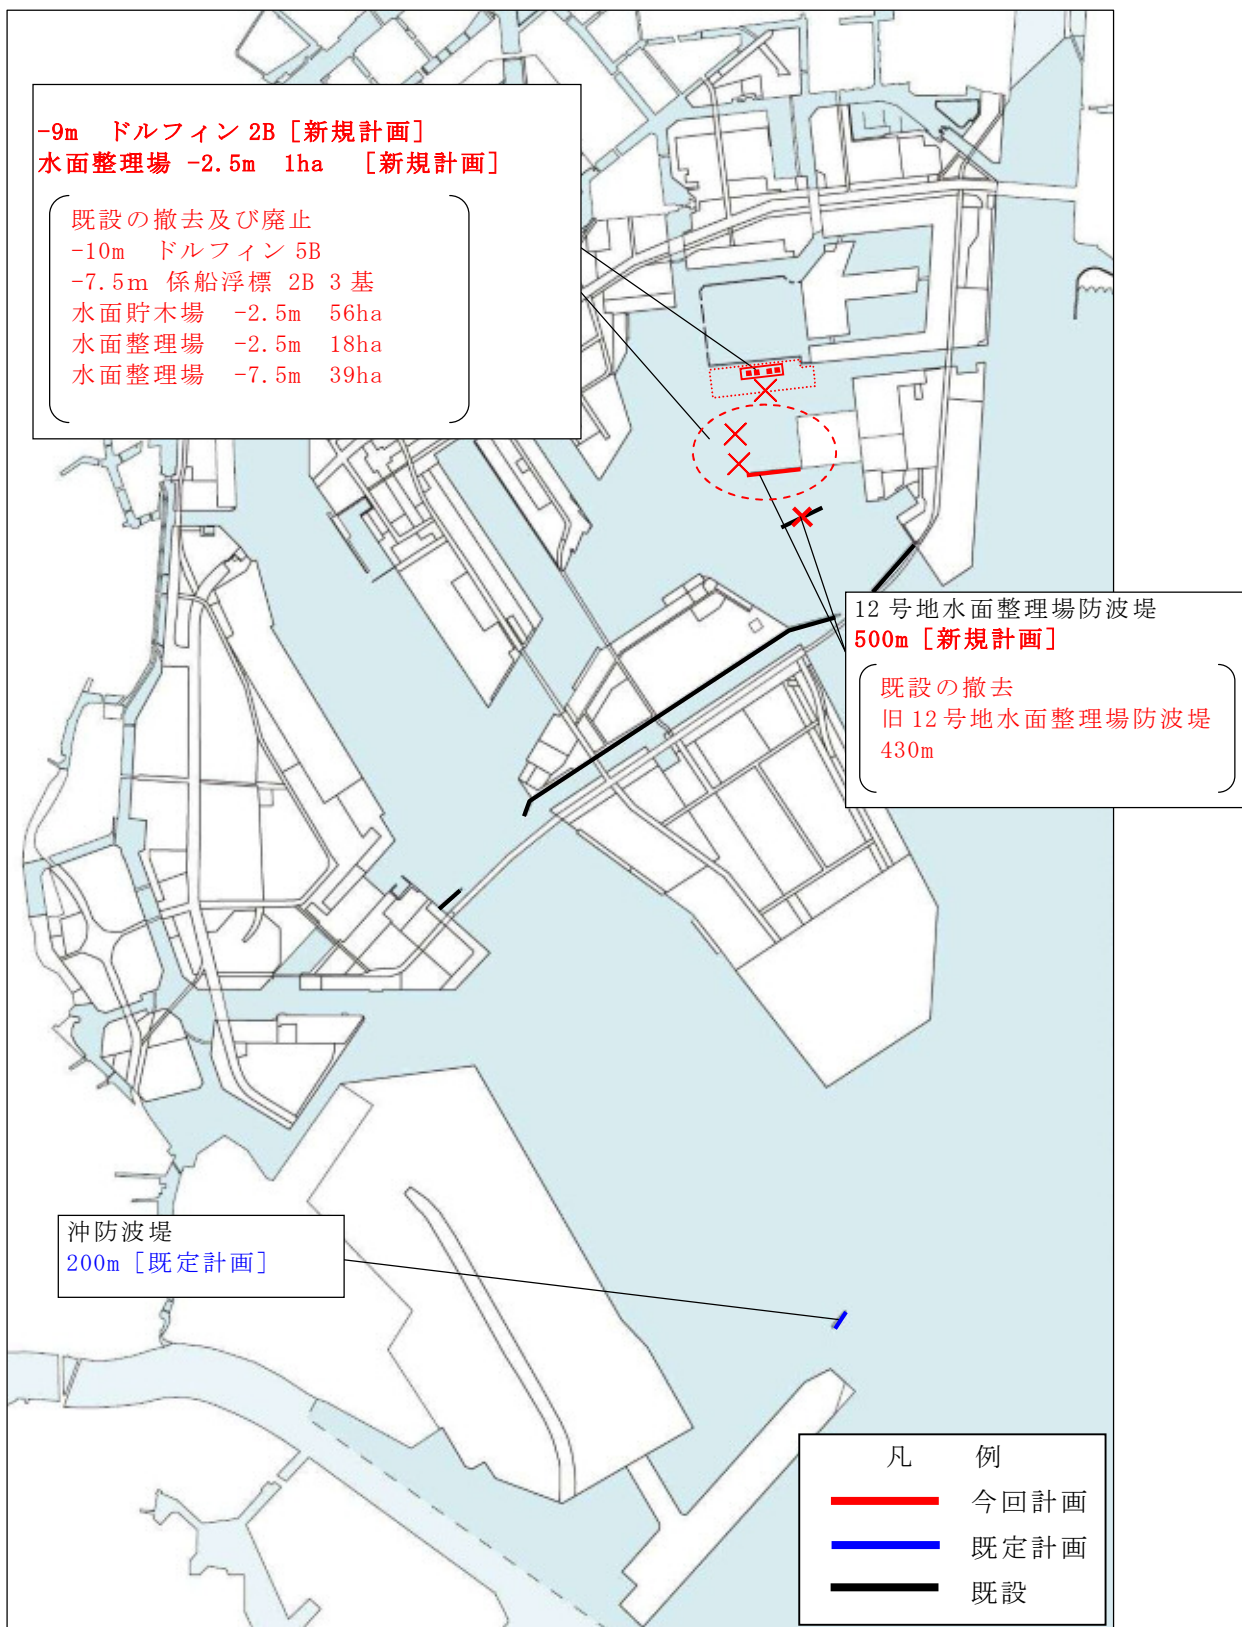 -9m ドルフィン 2B［新規計画］
水面整理場 -2.5m 1ha ［新規計画］
既設の撤去及び廃止
-10m ドルフィン 5B
-7.5m 係船浮標 2B 3 基
水面貯木場 -2.5m 56ha
水面整理場 -2.5m 18ha
水面整理場 -7.5m 39ha
12 号地水面整理場防波堤
500m［新規計画］
既設の撤去
旧 12 号地水面整理場防波堤
430m
沖防波堤
200m［既定計画］
凡 例
今回計画
既定計画
既設